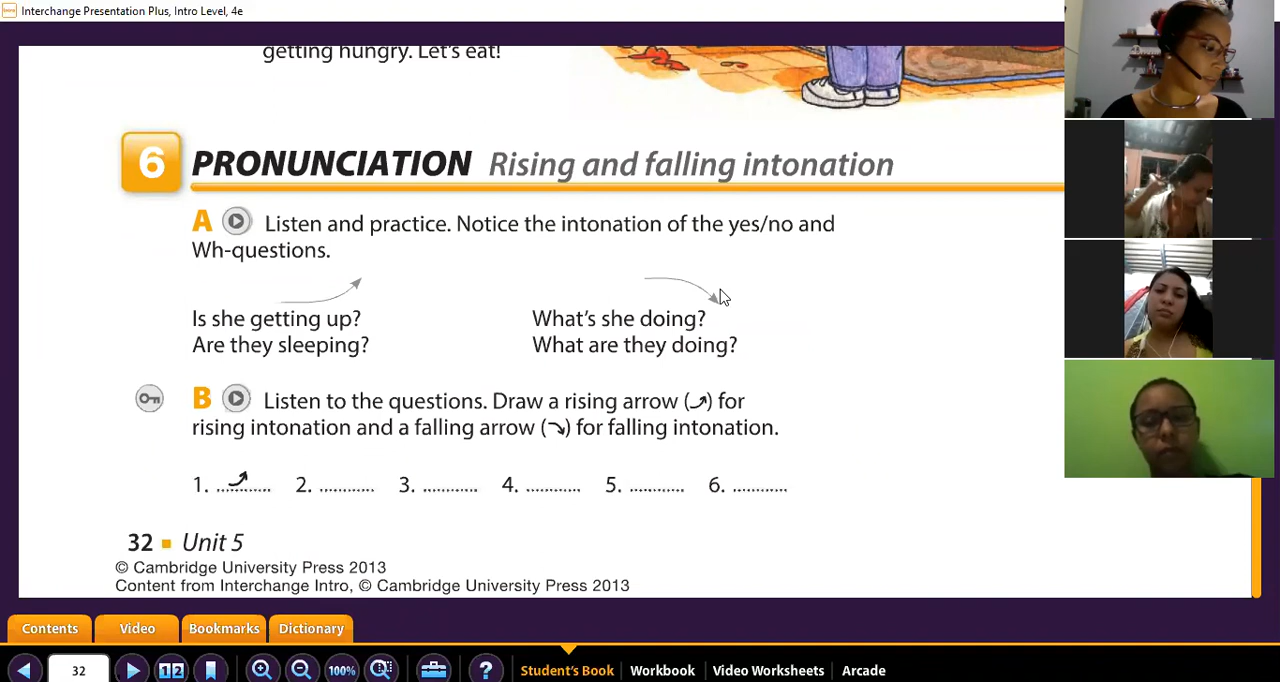 Interchange Presentation Plus, Intro Level, 4e
getting hungry. Let's eat!
6 PRONUNCIATION Rising and falling intonation
A Listen and practice. Notice the intonation of the yes/no and
Wh-questions.
Is she getting up? What's she doing?
Are they sleeping? What are they doing?
B Listen to the questions. Draw a rising arrow (⤴) for
rising intonation and a falling arrow (⤵) for falling intonation.
1. ........... 2. ........... 3. ........... 4. ........... 5. ........... 6. ...........
32 ▪ Unit 5
© Cambridge University Press 2013
Content from Interchange Intro, © Cambridge University Press 2013
Contents Video Bookmarks Dictionary
32 1 2 100% ? Student's Book Workbook Video Worksheets Arcade